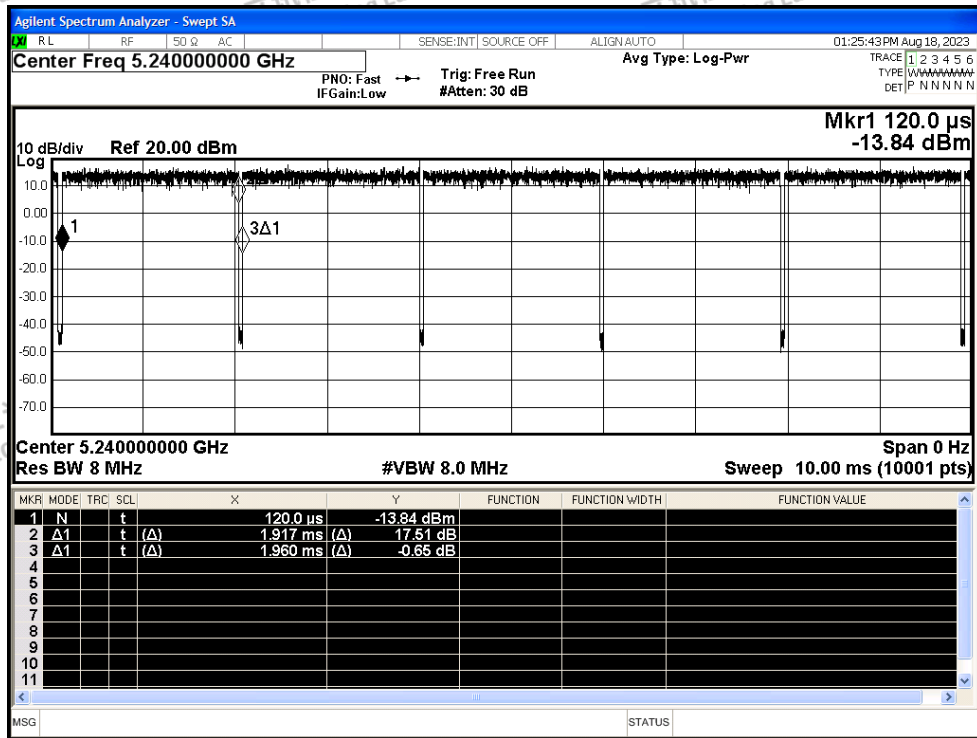 Agilent Spectrum Analyzer - Swept SA
LXI RL RF 50 Ω AC SENSE:INT SOURCE OFF ALIGN AUTO 01:25:43 PM Aug 18, 2023
Center Freq 5.240000000 GHz Avg Type: Log-Pwr TRACE 1 2 3 4 5 6
PNO: Fast Trig: Free Run TYPE WWWWWW
IFGain:Low #Atten: 30 dB DET P N N N N N
Mkr1 120.0 µs
10 dB/div Ref 20.00 dBm -13.84 dBm
Log
10.0
0.00
1 3Δ1
-10.0
-20.0
-30.0
-40.0
-50.0
-60.0
-70.0
Center 5.240000000 GHz Span 0 Hz
Res BW 8 MHz #VBW 8.0 MHz Sweep 10.00 ms (10001 pts)
MKR MODE TRC SCL X Y FUNCTION FUNCTION WIDTH FUNCTION VALUE
1 N t 120.0 µs -13.84 dBm
2 Δ1 t (Δ) 1.917 ms (Δ) 17.51 dB
3 Δ1 t (Δ) 1.960 ms (Δ) -0.65 dB
4
5
6
7
8
9
10
11
MSG STATUS